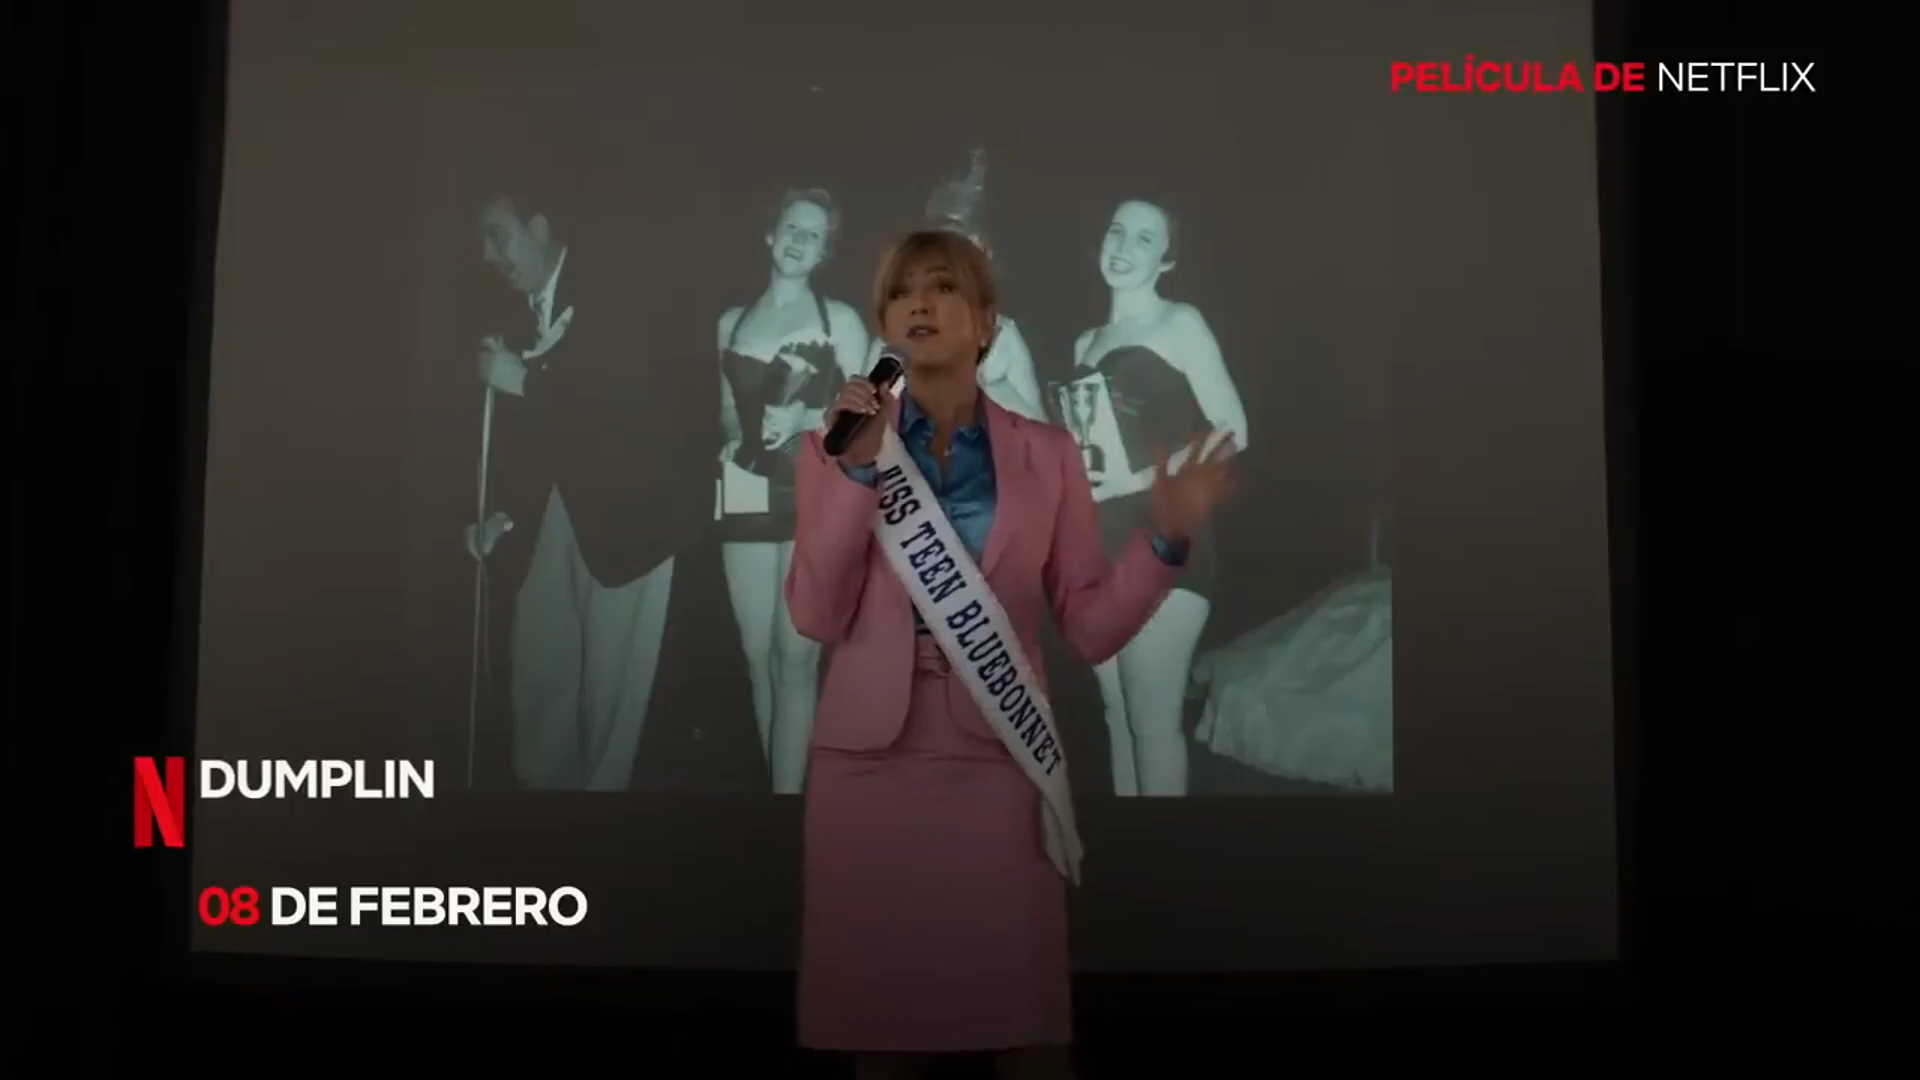 PELÍCULA DE NETFLIX
MISS TEEN BLUEBONNET
N DUMPLIN
08 DE FEBRERO